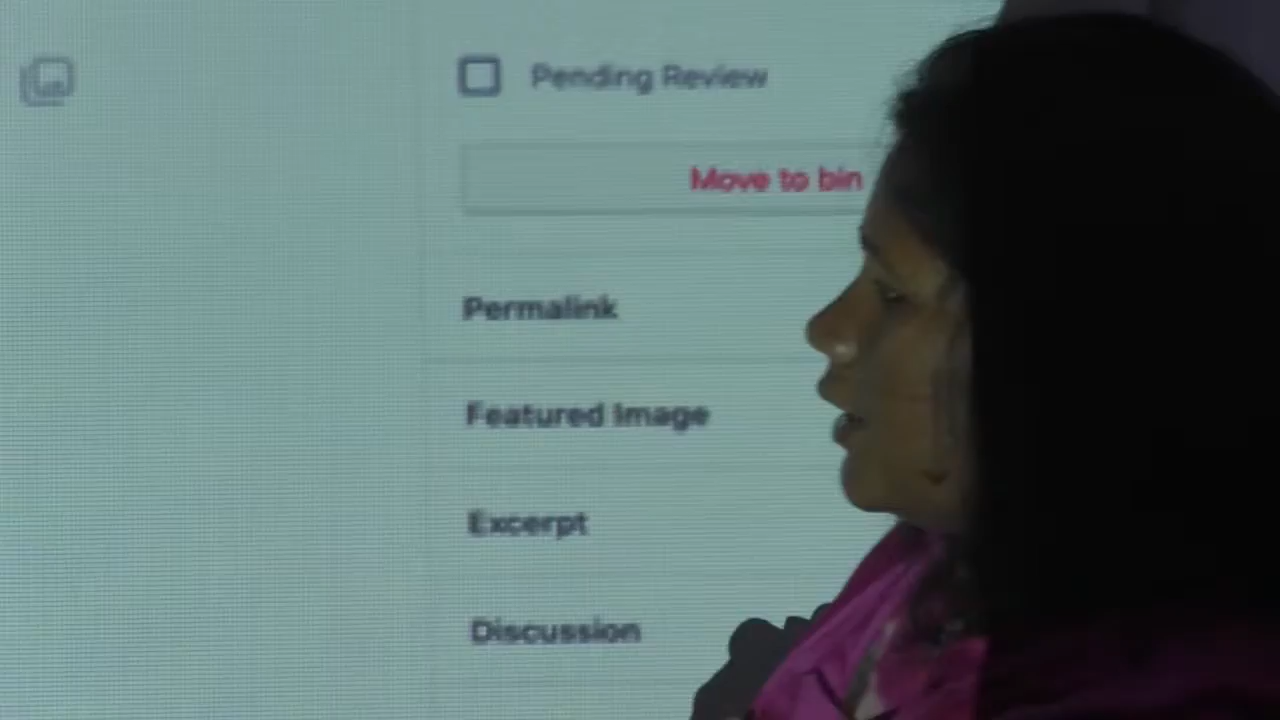 Pending Review
Move to bin
Permalink
Featured Image
Excerpt
Discussion